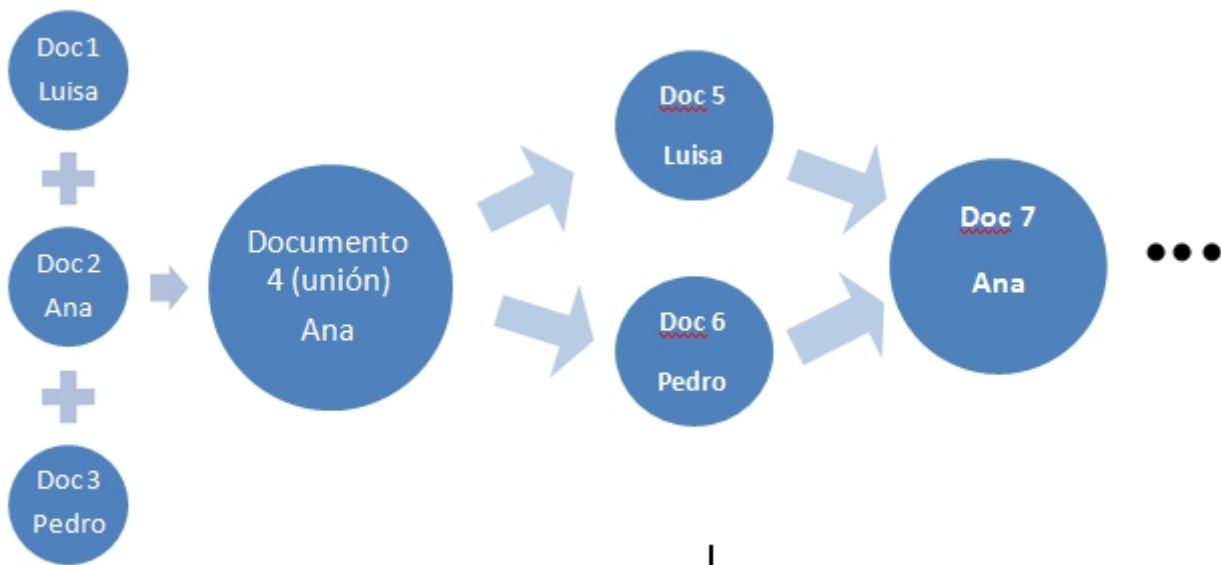 Doc1
Luisa
Doc2
Ana
Doc3
Pedro
Documento
4 (unión)
Ana
Doc 5
Luisa
Doc 6
Pedro
Doc 7
Ana
•••